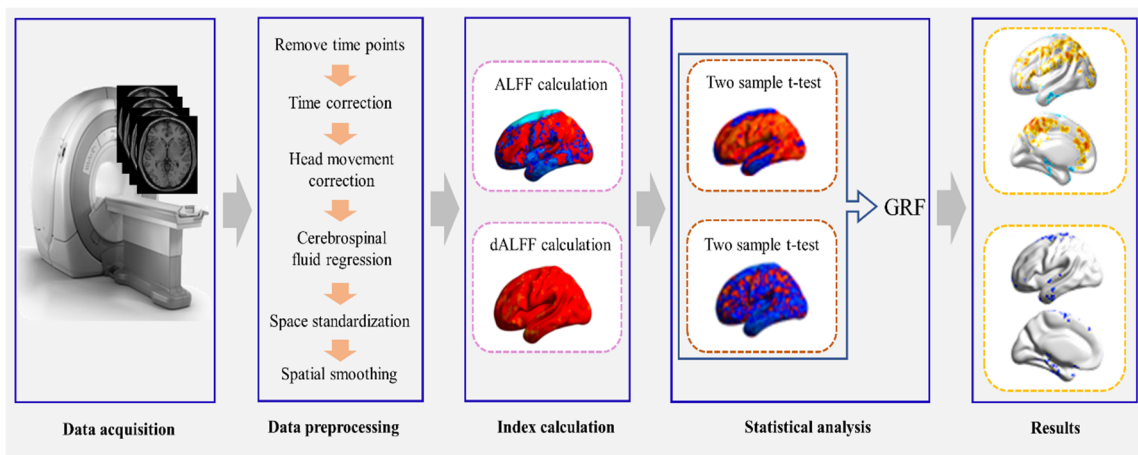 Remove time points
Time correction
Head movement
correction
Cerebrospinal
fluid regression
Space standardization
Spatial smoothing
ALFF calculation
dALFF calculation
Two sample t-test
Two sample t-test
GRF
Data acquisition
Data preprocessing
Index calculation
Statistical analysis
Results